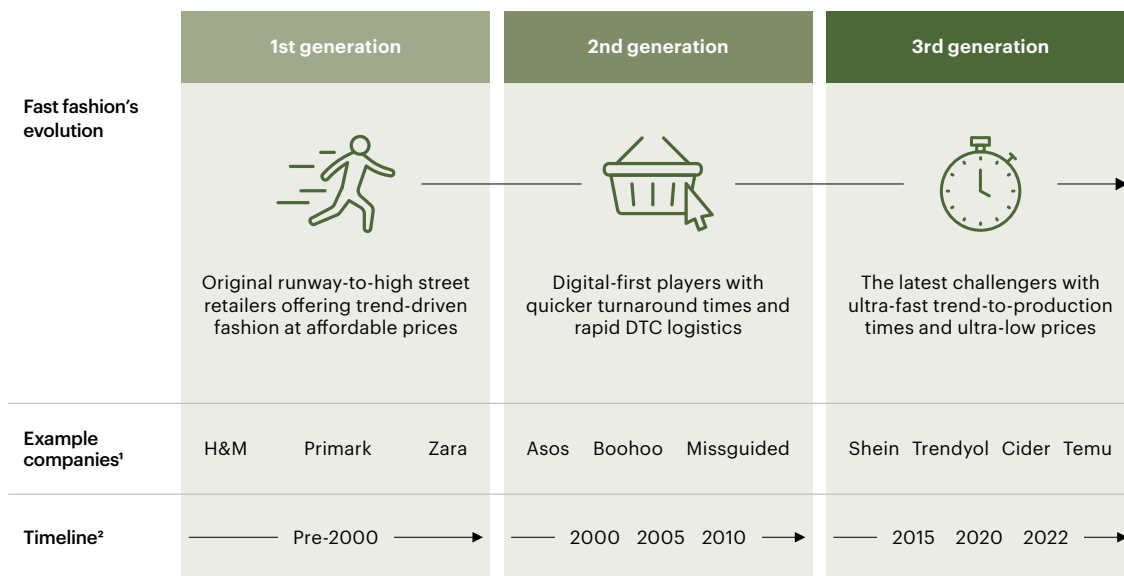 1st generation
2nd generation
3rd generation
Fast fashion's
evolution
Original runway-to-high street
retailers offering trend-driven
fashion at affordable prices
Digital-first players with
quicker turnaround times and
rapid DTC logistics
The latest challengers with
ultra-fast trend-to-production
times and ultra-low prices
Example
companies¹
H&M Primark Zara
Asos Boohoo Missguided
Shein Trendyol Cider Temu
Timeline²
Pre-2000
2000 2005 2010
2015 2020 2022